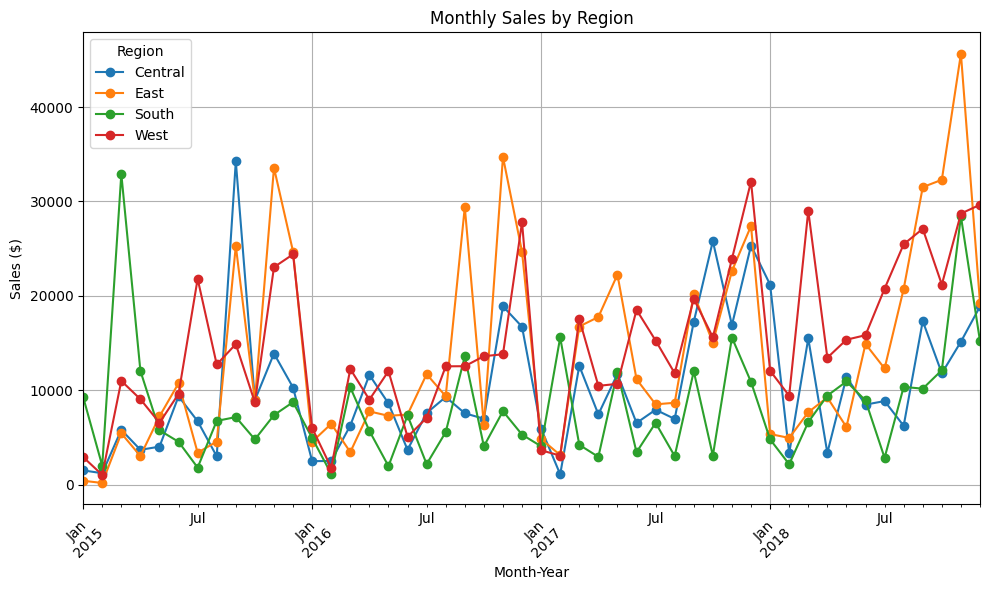 Monthly Sales by Region
Region
Central
East
South
West
Sales ($)
40000
30000
20000
10000
0
Jan
2015
Jul
Jan
2016
Jul
Jan
2017
Jul
Jan
2018
Jul
Month-Year